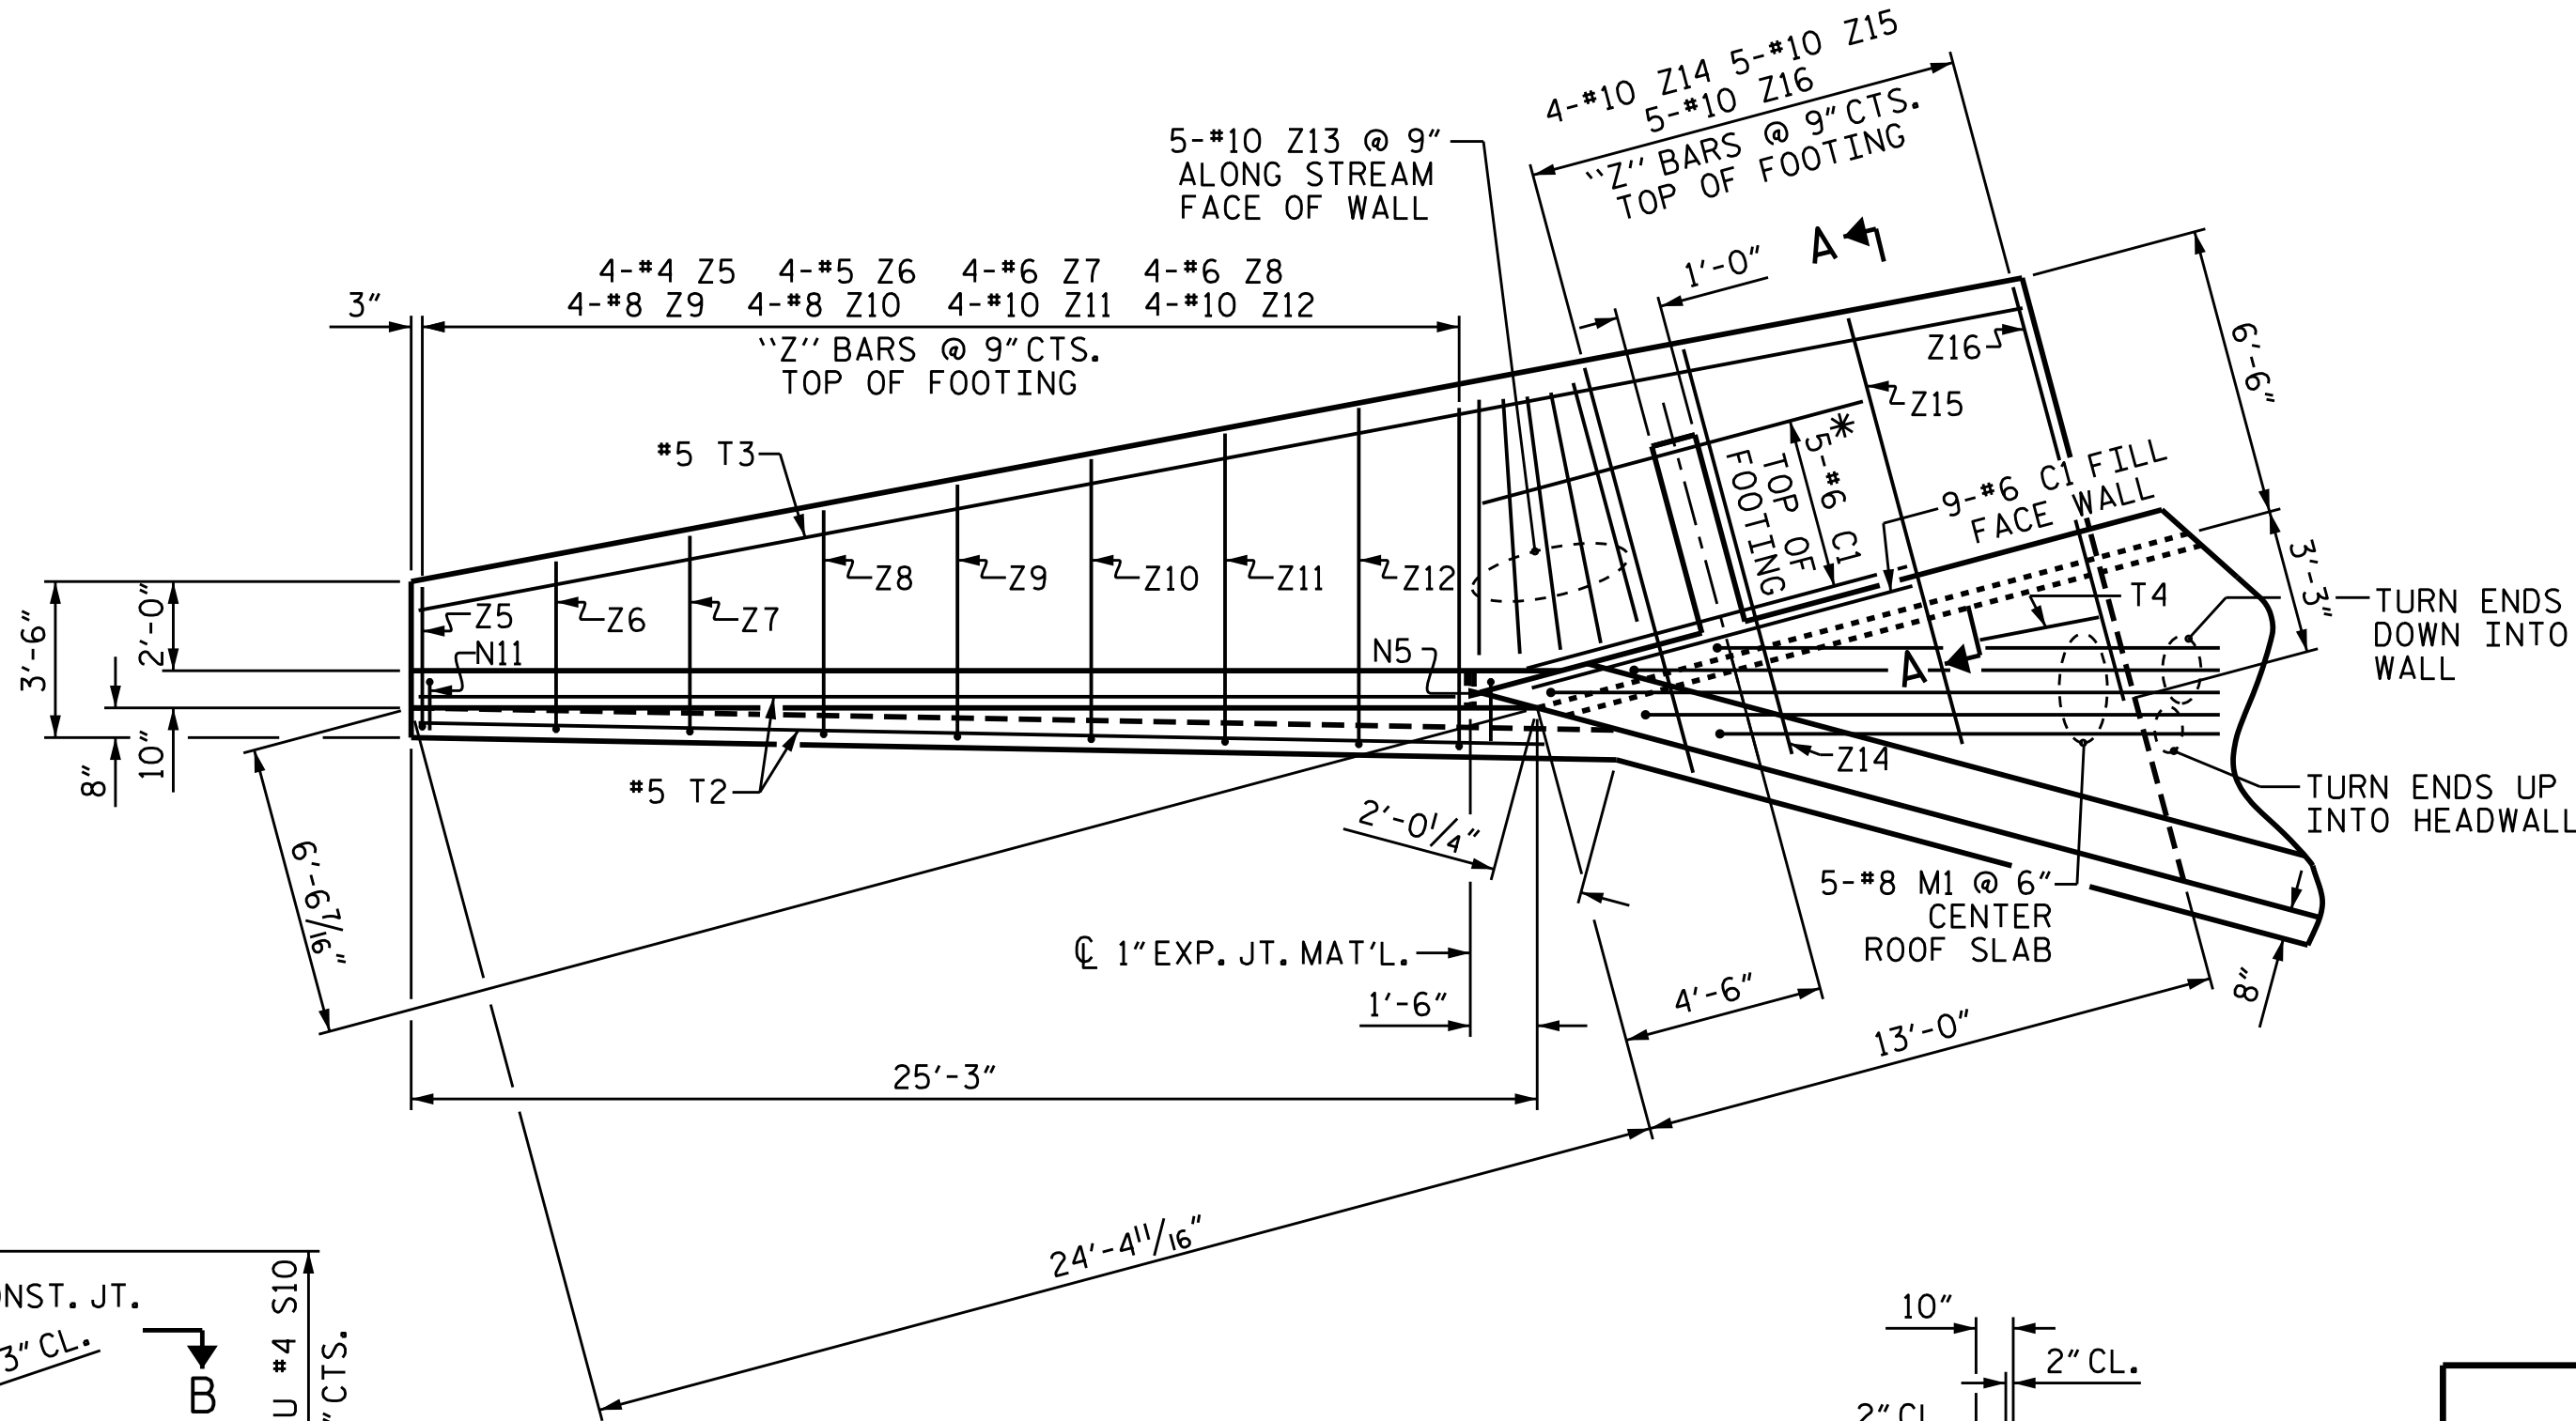 4-#10 Z14 5-#10 Z15
5-#10 Z16
"Z" BARS @ 9" CTS.
TOP OF FOOTING
5-#10 Z13 @ 9"
ALONG STREAM
FACE OF WALL
1'-0"
A
4-#4 Z5 4-#5 Z6 4-#6 Z7 4-#6 Z8
4-#8 Z9 4-#8 Z10 4-#10 Z11 4-#10 Z12
3"
"Z" BARS @ 9" CTS.
TOP OF FOOTING
Z16
Z15
6'-6"
#5 T3
*
5-#6 C1
TOP OF
FOOTING
9-#6 C1 FILL
FACE WALL
3'-3"
Z5
Z6
Z7
Z8
Z9
Z10
Z11
Z12
N11
N5
T4
A
TURN ENDS
DOWN INTO
WALL
3'-6"
2'-0"
10"
8"
#5 T2
Z14
TURN ENDS UP
INTO HEADWALL
2'-0 1/4"
6'-6 7/16"
5-#8 M1 @ 6"
CENTER
ROOF SLAB
℄ 1" EXP. JT. MAT'L.
1'-6"
4'-6"
8"
13'-0"
25'-3"
24'-4 11/16"
JT.
3" CL.
B
U #4 S10
" CTS.
10"
2" CL.
2" CL